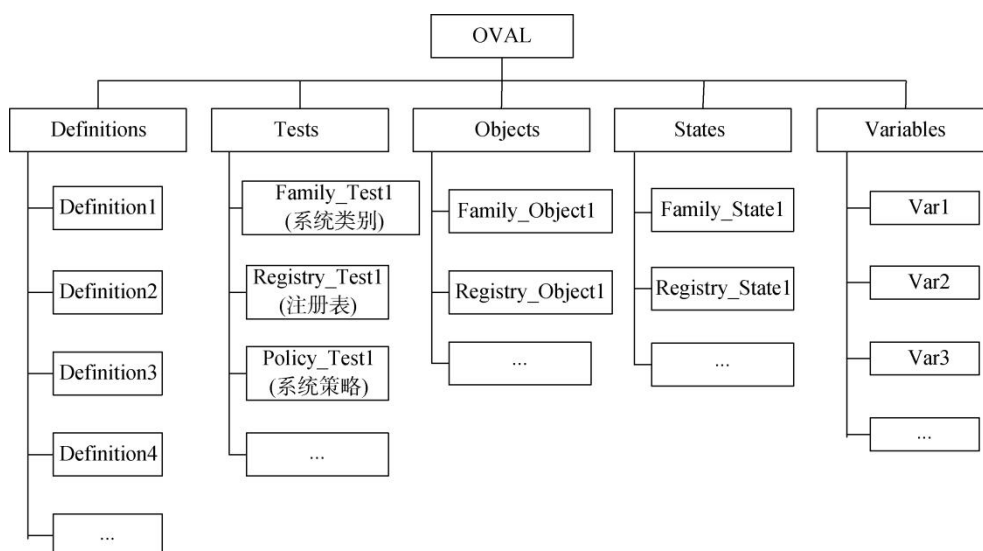 OVAL
Definitions
Tests
Objects
States
Variables
Definition1
Definition2
Definition3
Definition4
...
Family_Test1
(系统类别)
Registry_Test1
(注册表)
Policy_Test1
(系统策略)
...
Family_Object1
Registry_Object1
...
Family_State1
Registry_State1
...
Var1
Var2
Var3
...